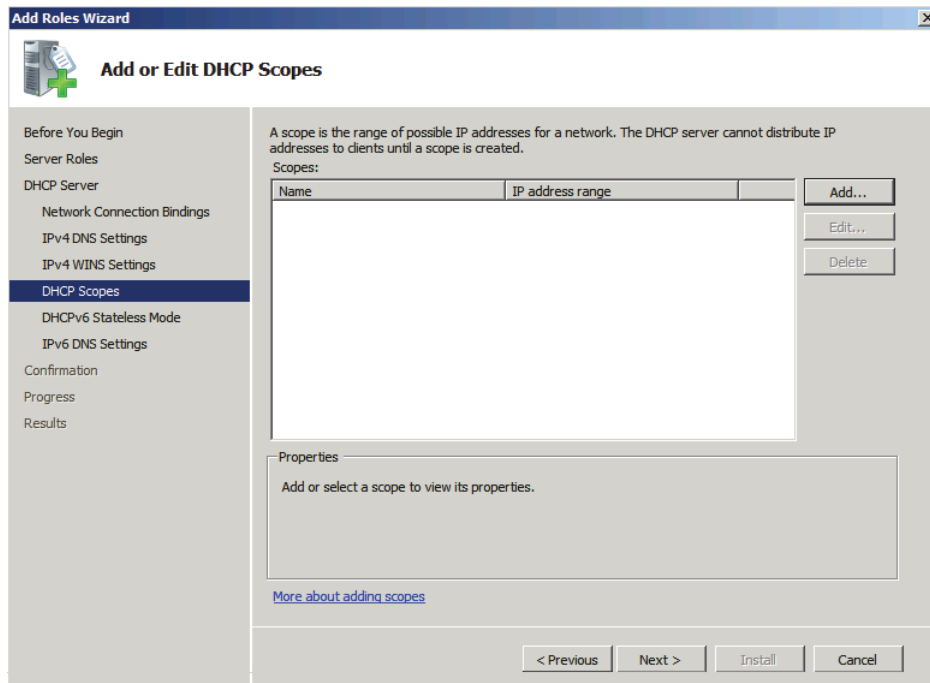 Add Roles Wizard
Add or Edit DHCP Scopes
Before You Begin
Server Roles
DHCP Server
Network Connection Bindings
IPv4 DNS Settings
IPv4 WINS Settings
DHCP Scopes
DHCPv6 Stateless Mode
IPv6 DNS Settings
Confirmation
Progress
Results
A scope is the range of possible IP addresses for a network. The DHCP server cannot distribute IP
addresses to clients until a scope is created.
Scopes:
Name IP address range
Add...
Edit...
Delete
Properties
Add or select a scope to view its properties.
More about adding scopes
< Previous Next > Install Cancel